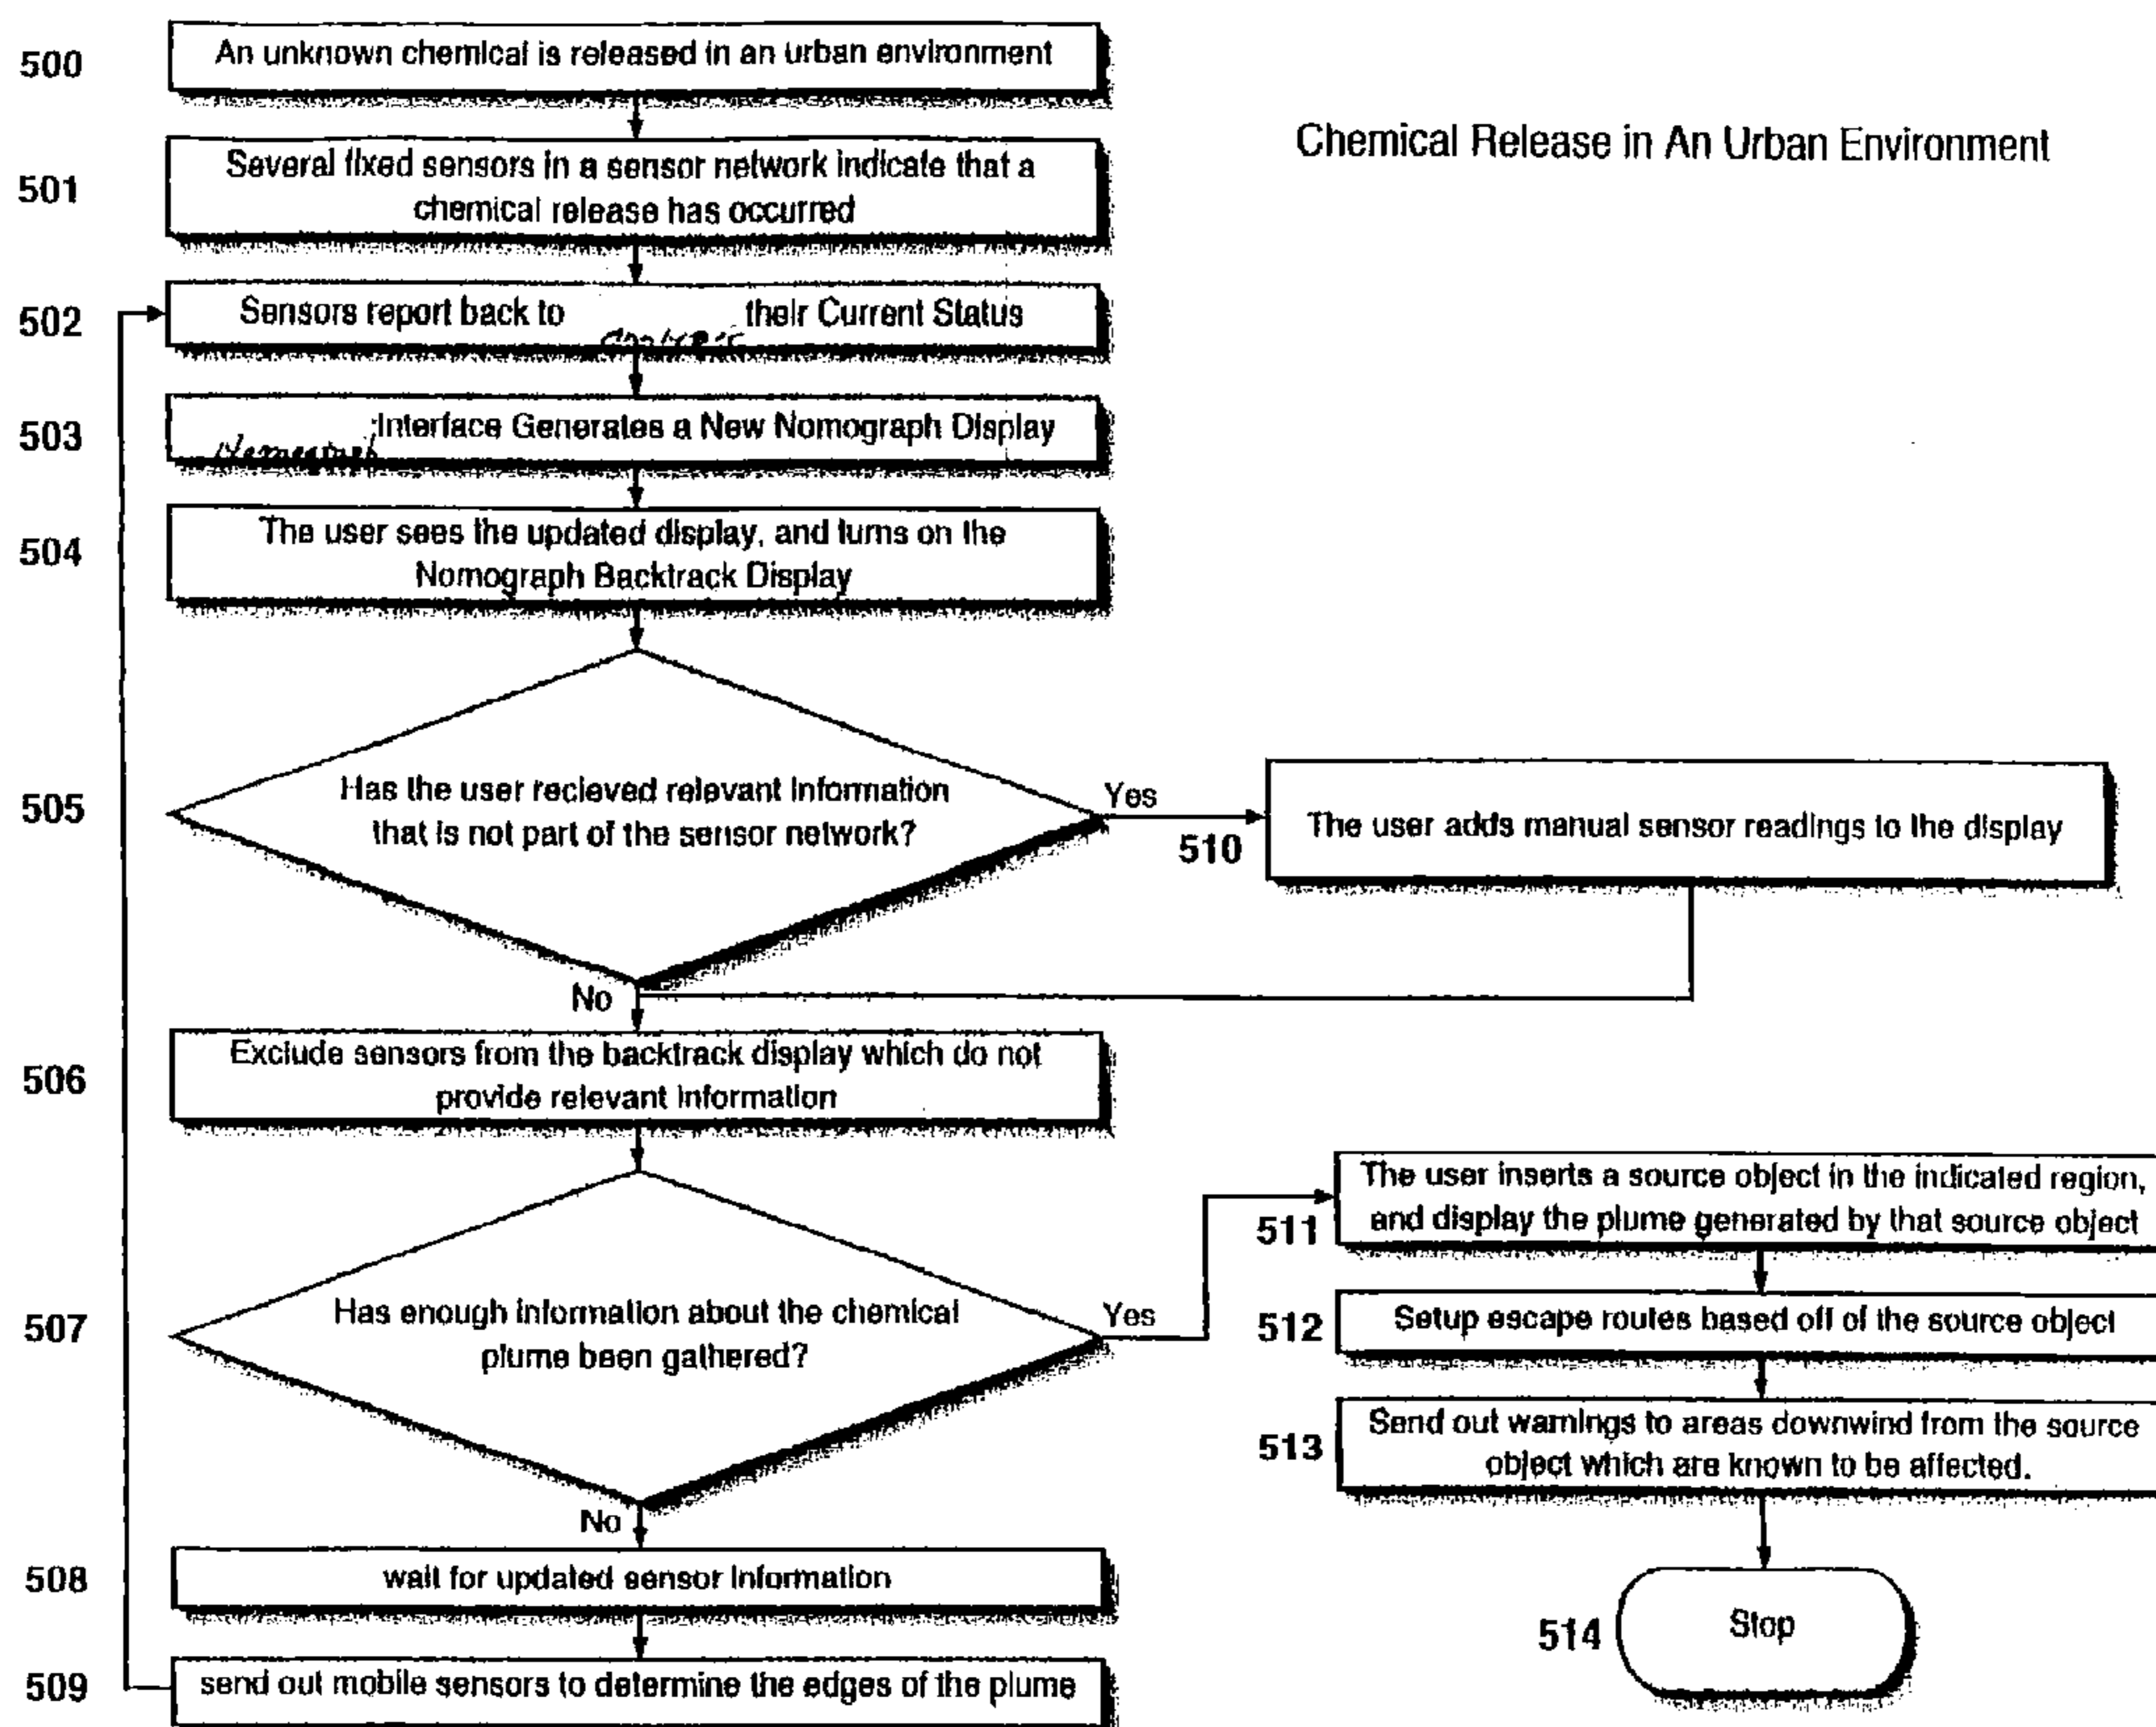 Chemical Release in An Urban Environment
500
An unknown chemical is released in an urban environment
501
Several fixed sensors in a sensor network indicate that a
chemical release has occurred
502
Sensors report back to their Current Status
503
Interface Generates a New Nomograph Display
504
The user sees the updated display, and turns on the
Nomograph Backtrack Display
505
Has the user recieved relevant information
that is not part of the sensor network?
Yes
510
The user adds manual sensor readings to the display
No
506
Exclude sensors from the backtrack display which do not
provide relevant information
507
Has enough information about the chemical
plume been gathered?
Yes
511
The user inserts a source object in the indicated region,
and display the plume generated by that source object
512
Setup escape routes based off of the source object
513
Send out warnings to areas downwind from the source
object which are known to be affected.
514
Stop
No
508
wait for updated sensor information
509
send out mobile sensors to determine the edges of the plume